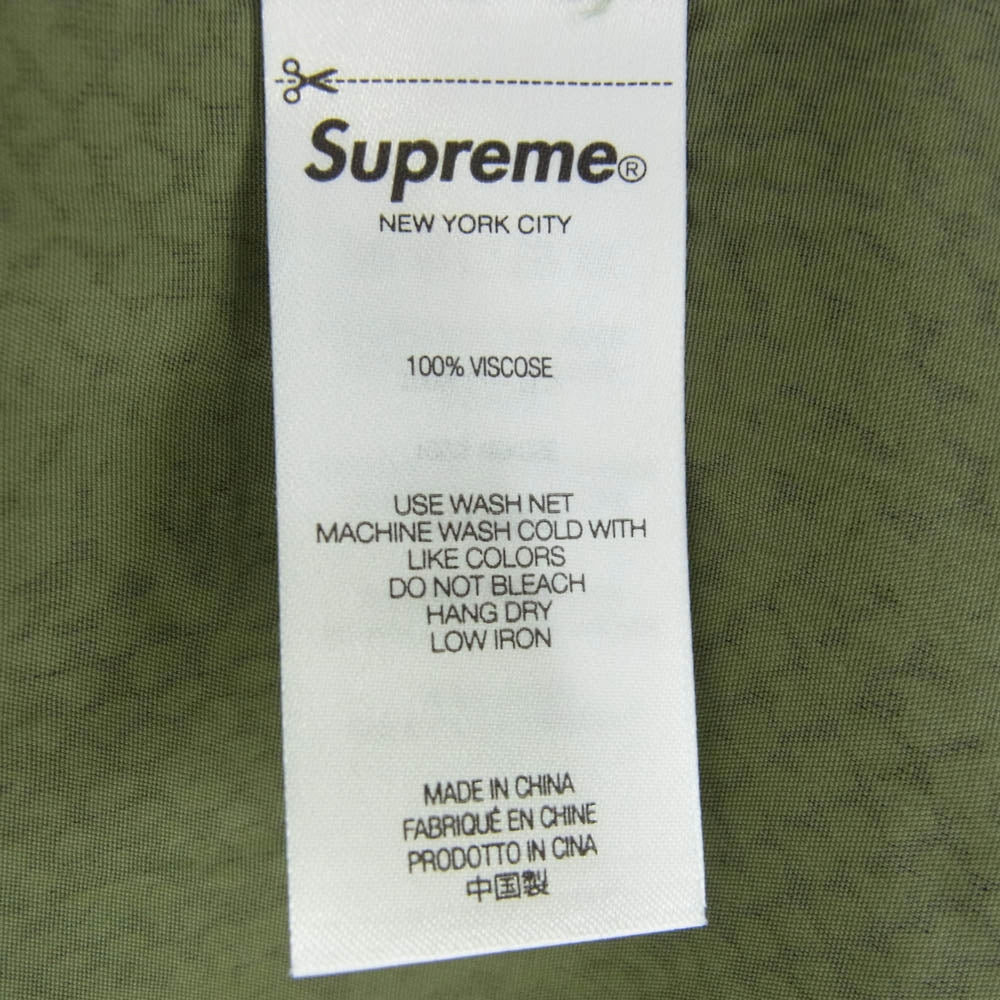 Supreme®
NEW YORK CITY
100% VISCOSE
USE WASH NET
MACHINE WASH COLD WITH
LIKE COLORS
DO NOT BLEACH
HANG DRY
LOW IRON
MADE IN CHINA
FABRIQUÉ EN CHINE
PRODOTTO IN CINA
中国製